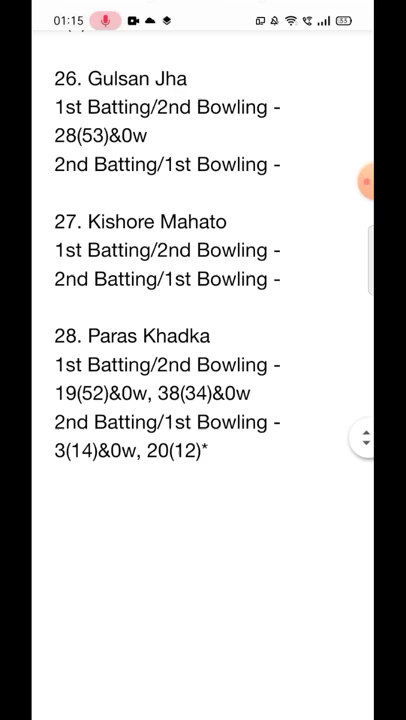 01:15
53
26. Gulsan Jha
1st Batting/2nd Bowling -
28(53)&0w
2nd Batting/1st Bowling -
27. Kishore Mahato
1st Batting/2nd Bowling -
2nd Batting/1st Bowling -
28. Paras Khadka
1st Batting/2nd Bowling -
19(52)&0w, 38(34)&0w
2nd Batting/1st Bowling -
3(14)&0w, 20(12)*